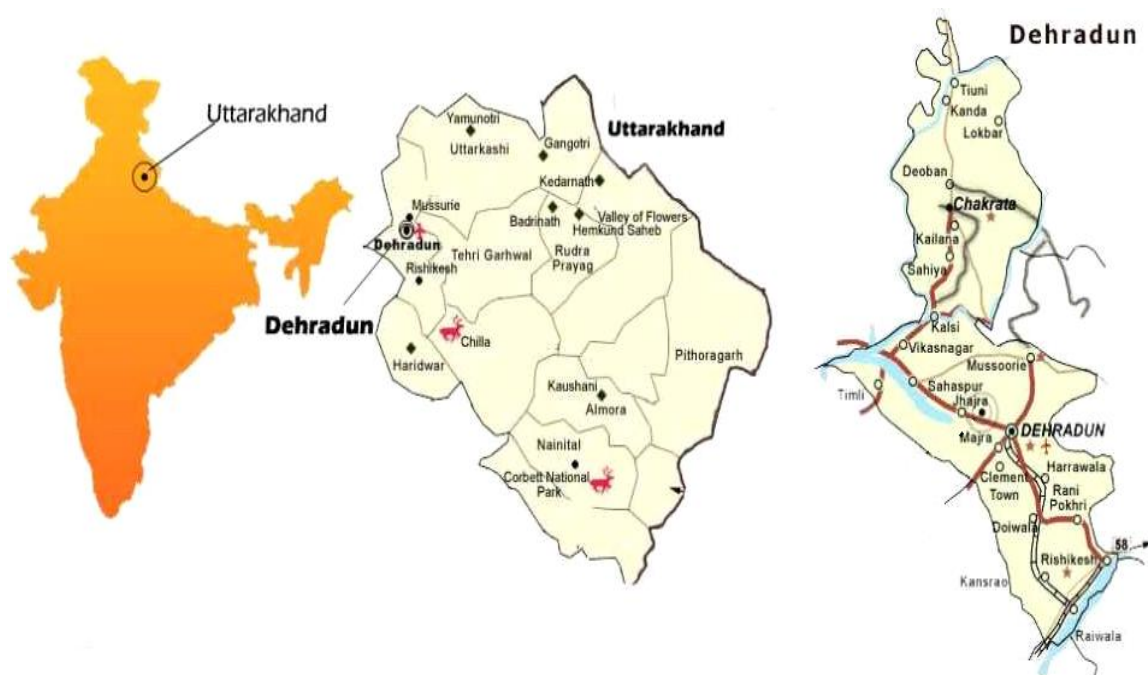 Uttarakhand
Uttarakhand
Yamunotri
Uttarkashi
Gangotri
Kedarnath
Mussurie
Badrinath
Valley of Flowers
Hemkund Saheb
Dehradun
Tehri Garhwal
Rudra
Prayag
Rishikesh
Dehradun
Chilla
Haridwar
Pithoragarh
Kaushani
Almora
Nainital
Corbett National
Park
Dehradun
Tiuni
Kanda
Lokbar
Deoban
Chakrata
Kailana
Sahiya
Kalsi
Vikasnagar
Mussoorie
Timli
Sahaspur
Jhajra
DEHRADUN
Majra
Harrawala
Clement
Town
Rani
Pokhri
Doiwala
58
Rishikesh
Kansrao
Raiwala